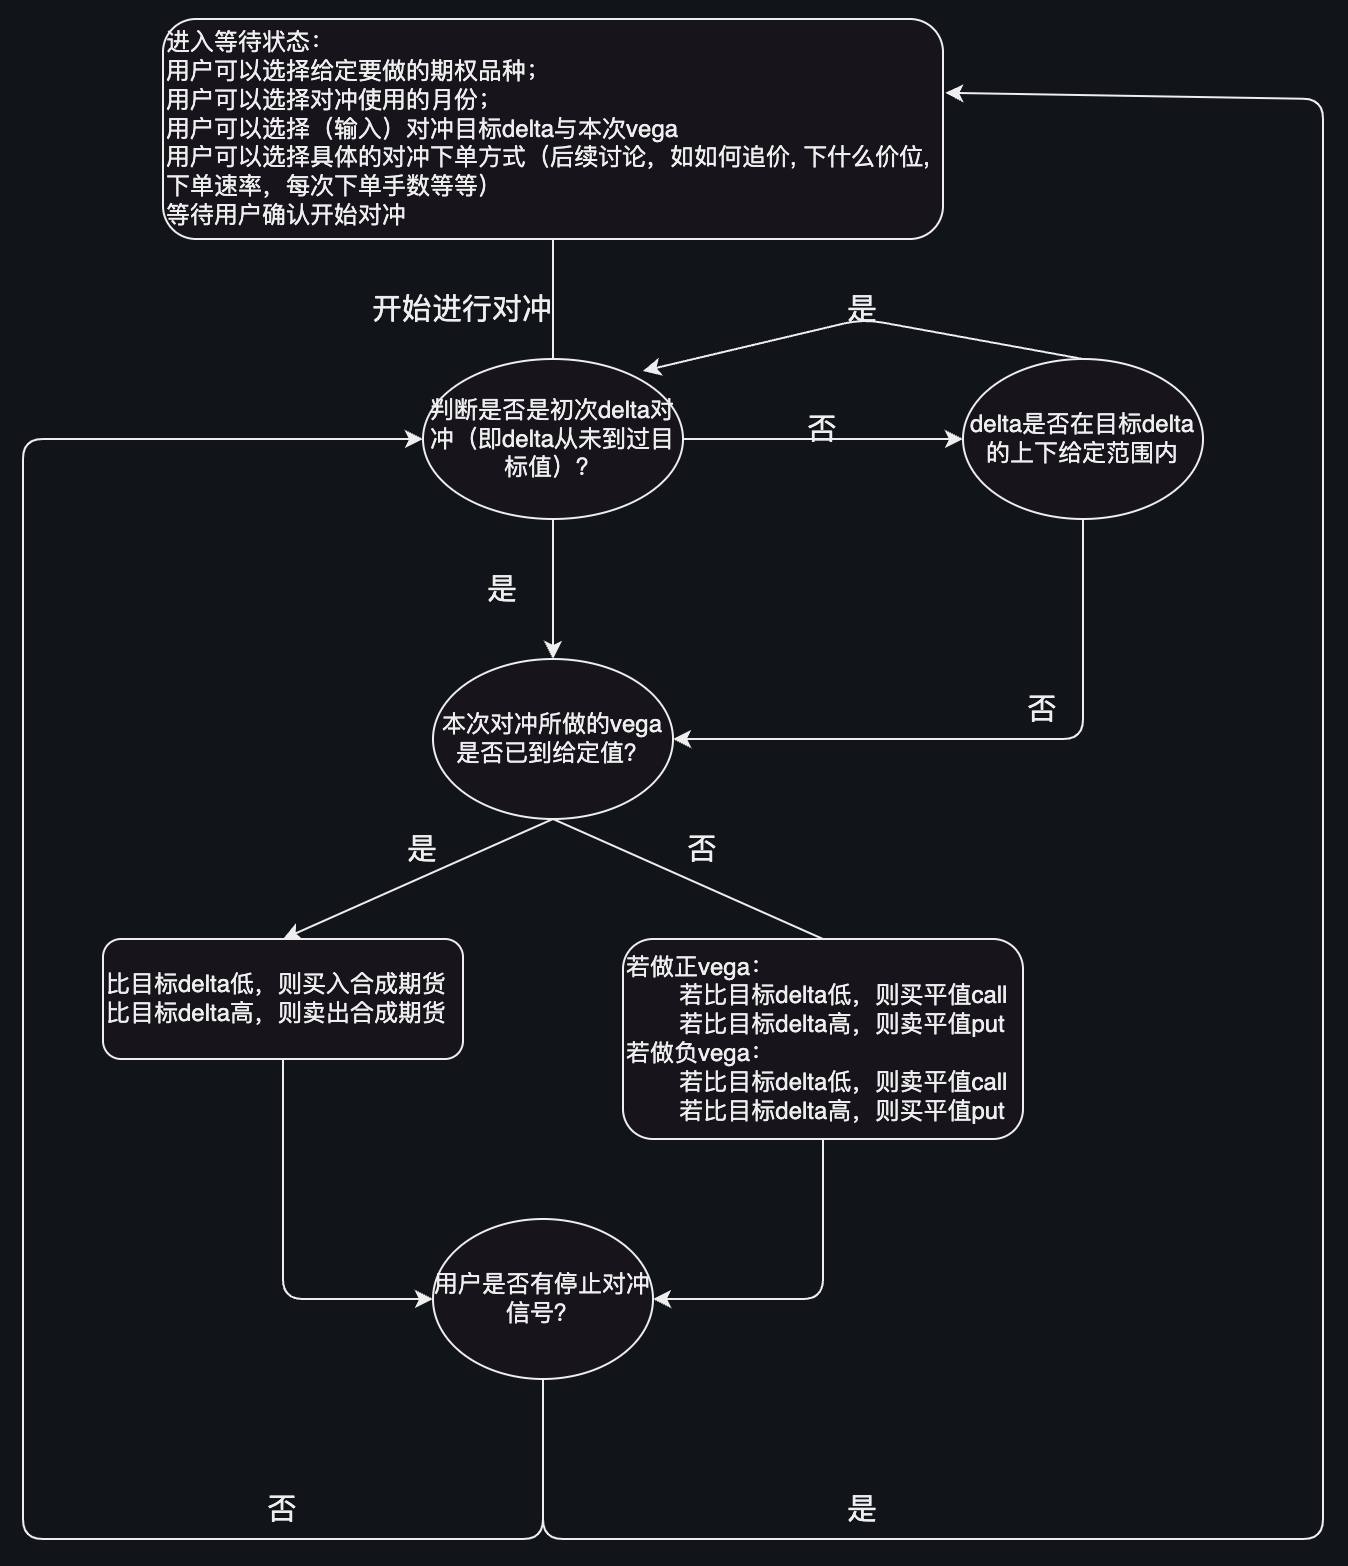 进入等待状态：
用户可以选择给定要做的期权品种；
用户可以选择对冲使用的月份；
用户可以选择（输入）对冲目标delta与本次vega
用户可以选择具体的对冲下单方式（后续讨论，如如何追价, 下什么价位,
下单速率，每次下单手数等等）
等待用户确认开始对冲
开始进行对冲
是
判断是否是初次delta对
冲（即delta从未到过目
标值）?
否
delta是否在目标delta
的上下给定范围内
是
否
本次对冲所做的vega
是否已到给定值?
是
否
比目标delta低，则买入合成期货
比目标delta高，则卖出合成期货
若做正vega：
若比目标delta低，则买平值call
若比目标delta高，则卖平值put
若做负vega：
若比目标delta低，则卖平值call
若比目标delta高，则买平值put
用户是否有停止对冲
信号?
否
是